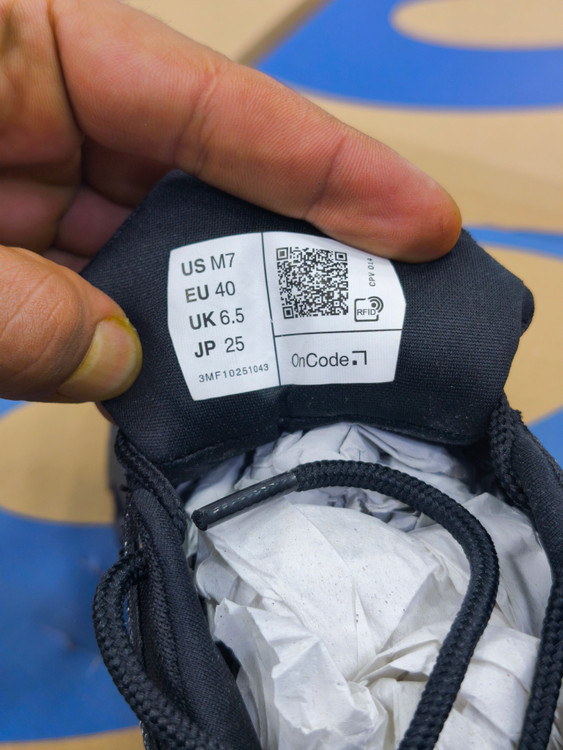 US M7
EU 40
UK 6.5
JP 25
3MF10251043
CPV 014
RFID
OnCode